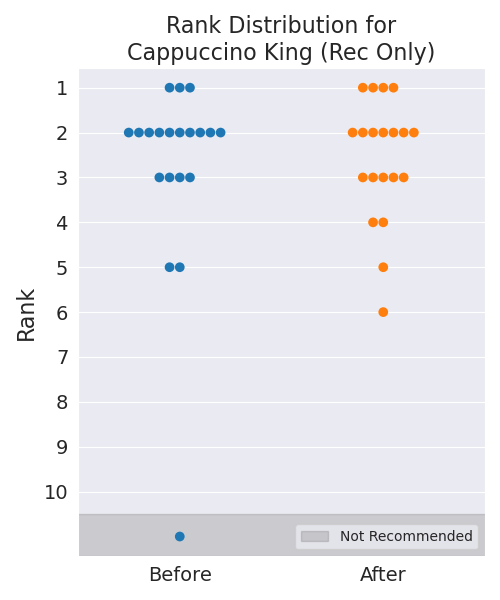 Rank Distribution for
Cappuccino King (Rec Only)
Rank
1
2
3
4
5
6
7
8
9
10
Not Recommended
Before
After